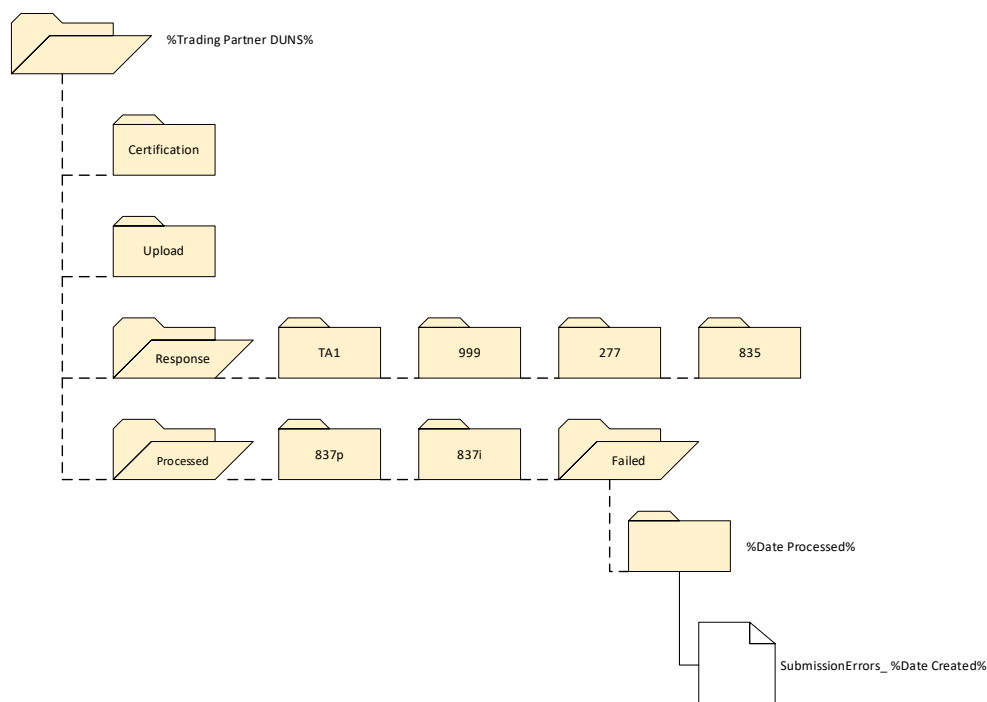 %Trading Partner DUNS%
Certification
Upload
Response
TA1
999
277
835
Processed
837p
837i
Failed
%Date Processed%
SubmissionErrors_ %Date Created%